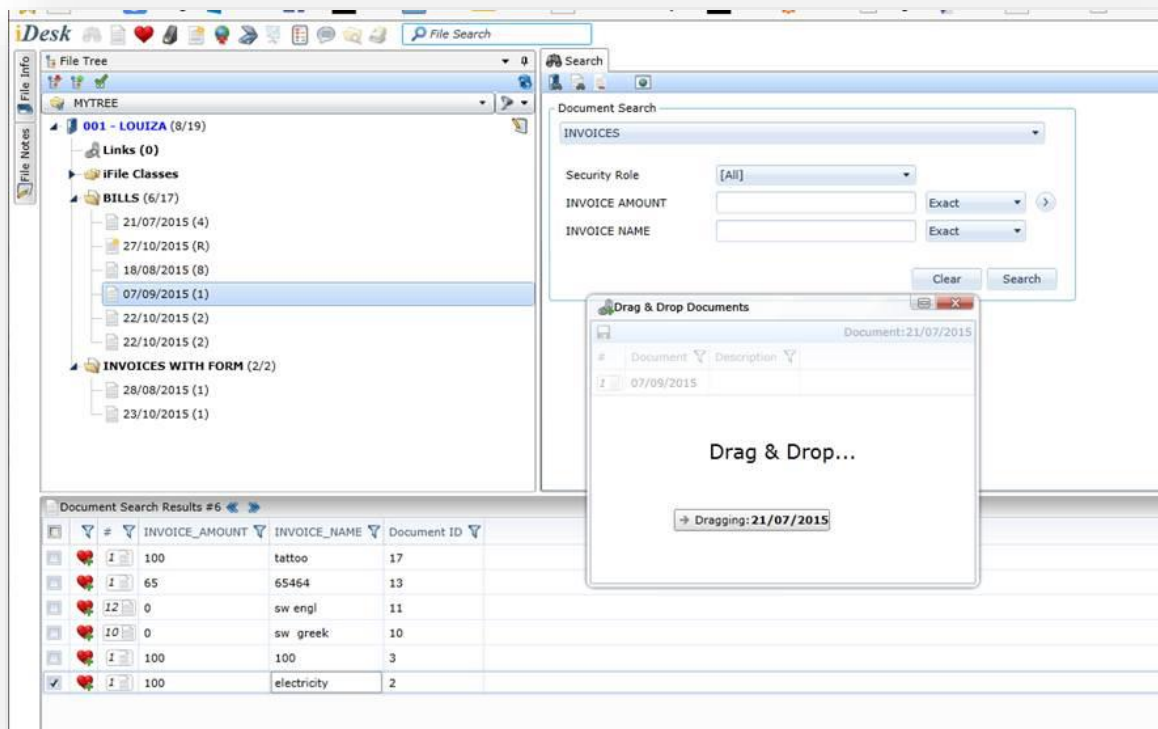 iDesk File Search
File Info
File Notes
File Tree
MYTREE
001 - LOUIZA (8/19)
Links (0)
iFile Classes
BILLS (6/17)
21/07/2015 (4)
27/10/2015 (R)
18/08/2015 (8)
07/09/2015 (1)
22/10/2015 (2)
22/10/2015 (2)
INVOICES WITH FORM (2/2)
28/08/2015 (1)
23/10/2015 (1)
Search
Document Search
INVOICES
Security Role [All]
INVOICE AMOUNT Exact
INVOICE NAME Exact
Clear Search
Drag & Drop Documents
Document:21/07/2015
# Document Description
1 07/09/2015
Drag & Drop...
Dragging: 21/07/2015
Document Search Results #6
# INVOICE_AMOUNT INVOICE_NAME Document ID
1 100 tattoo 17
1 65 65464 13
12 0 sw engl 11
10 0 sw greek 10
1 100 100 3
1 100 electricity 2